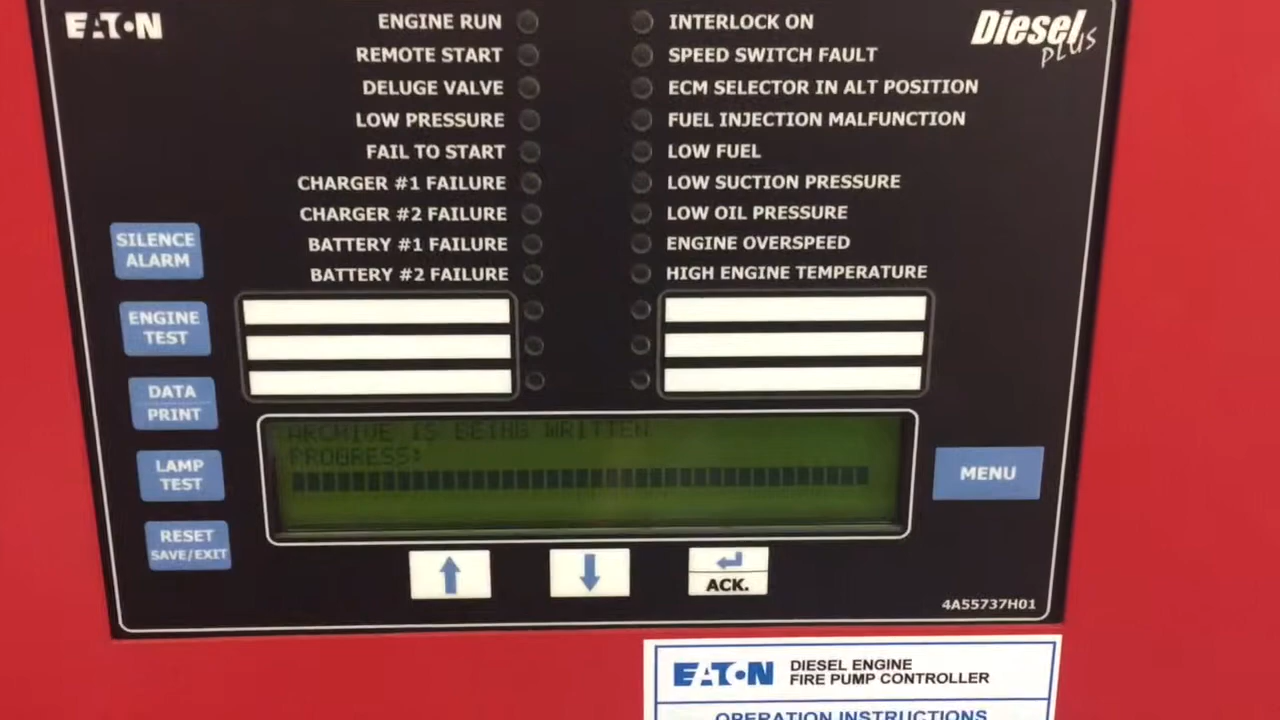 EATON
Diesel
plus
ENGINE RUN
REMOTE START
DELUGE VALVE
LOW PRESSURE
FAIL TO START
CHARGER #1 FAILURE
CHARGER #2 FAILURE
BATTERY #1 FAILURE
BATTERY #2 FAILURE
INTERLOCK ON
SPEED SWITCH FAULT
ECM SELECTOR IN ALT POSITION
FUEL INJECTION MALFUNCTION
LOW FUEL
LOW SUCTION PRESSURE
LOW OIL PRESSURE
ENGINE OVERSPEED
HIGH ENGINE TEMPERATURE
SILENCE
ALARM
ENGINE
TEST
DATA
PRINT
LAMP
TEST
RESET
SAVE/EXIT
ARCHIVE IS BEING WRITTEN
PROGRESS:
MENU
ACK.
4A55737H01
EATON
DIESEL ENGINE
FIRE PUMP CONTROLLER
OPERATION INSTRUCTIONS